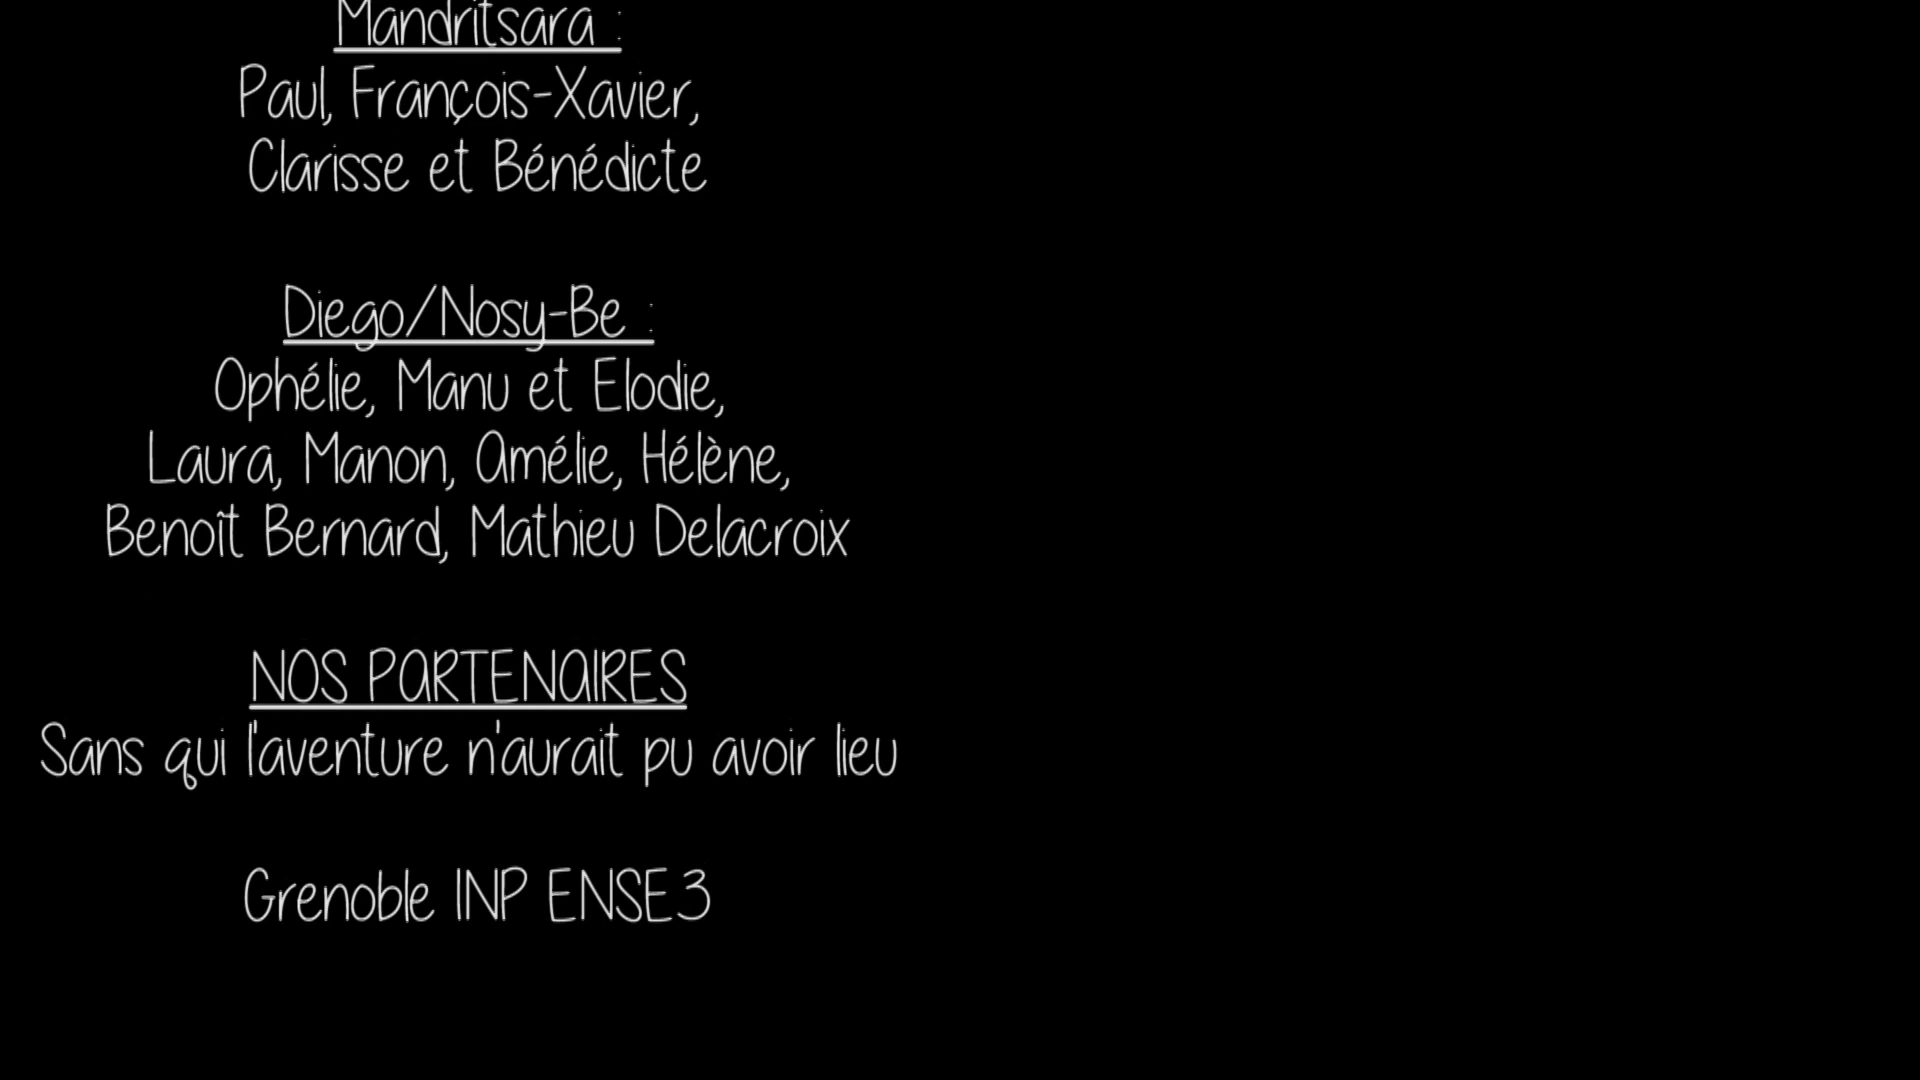 Mandritsara :
Paul, François-Xavier,
Clarisse et Bénédicte
Diego/Nosy-Be :
Ophélie, Manu et Elodie,
Laura, Manon, Amélie, Hélène,
Benoît Bernard, Mathieu Delacroix
NOS PARTENAIRES
Sans qui l'aventure n'aurait pu avoir lieu
Grenoble INP ENSE3